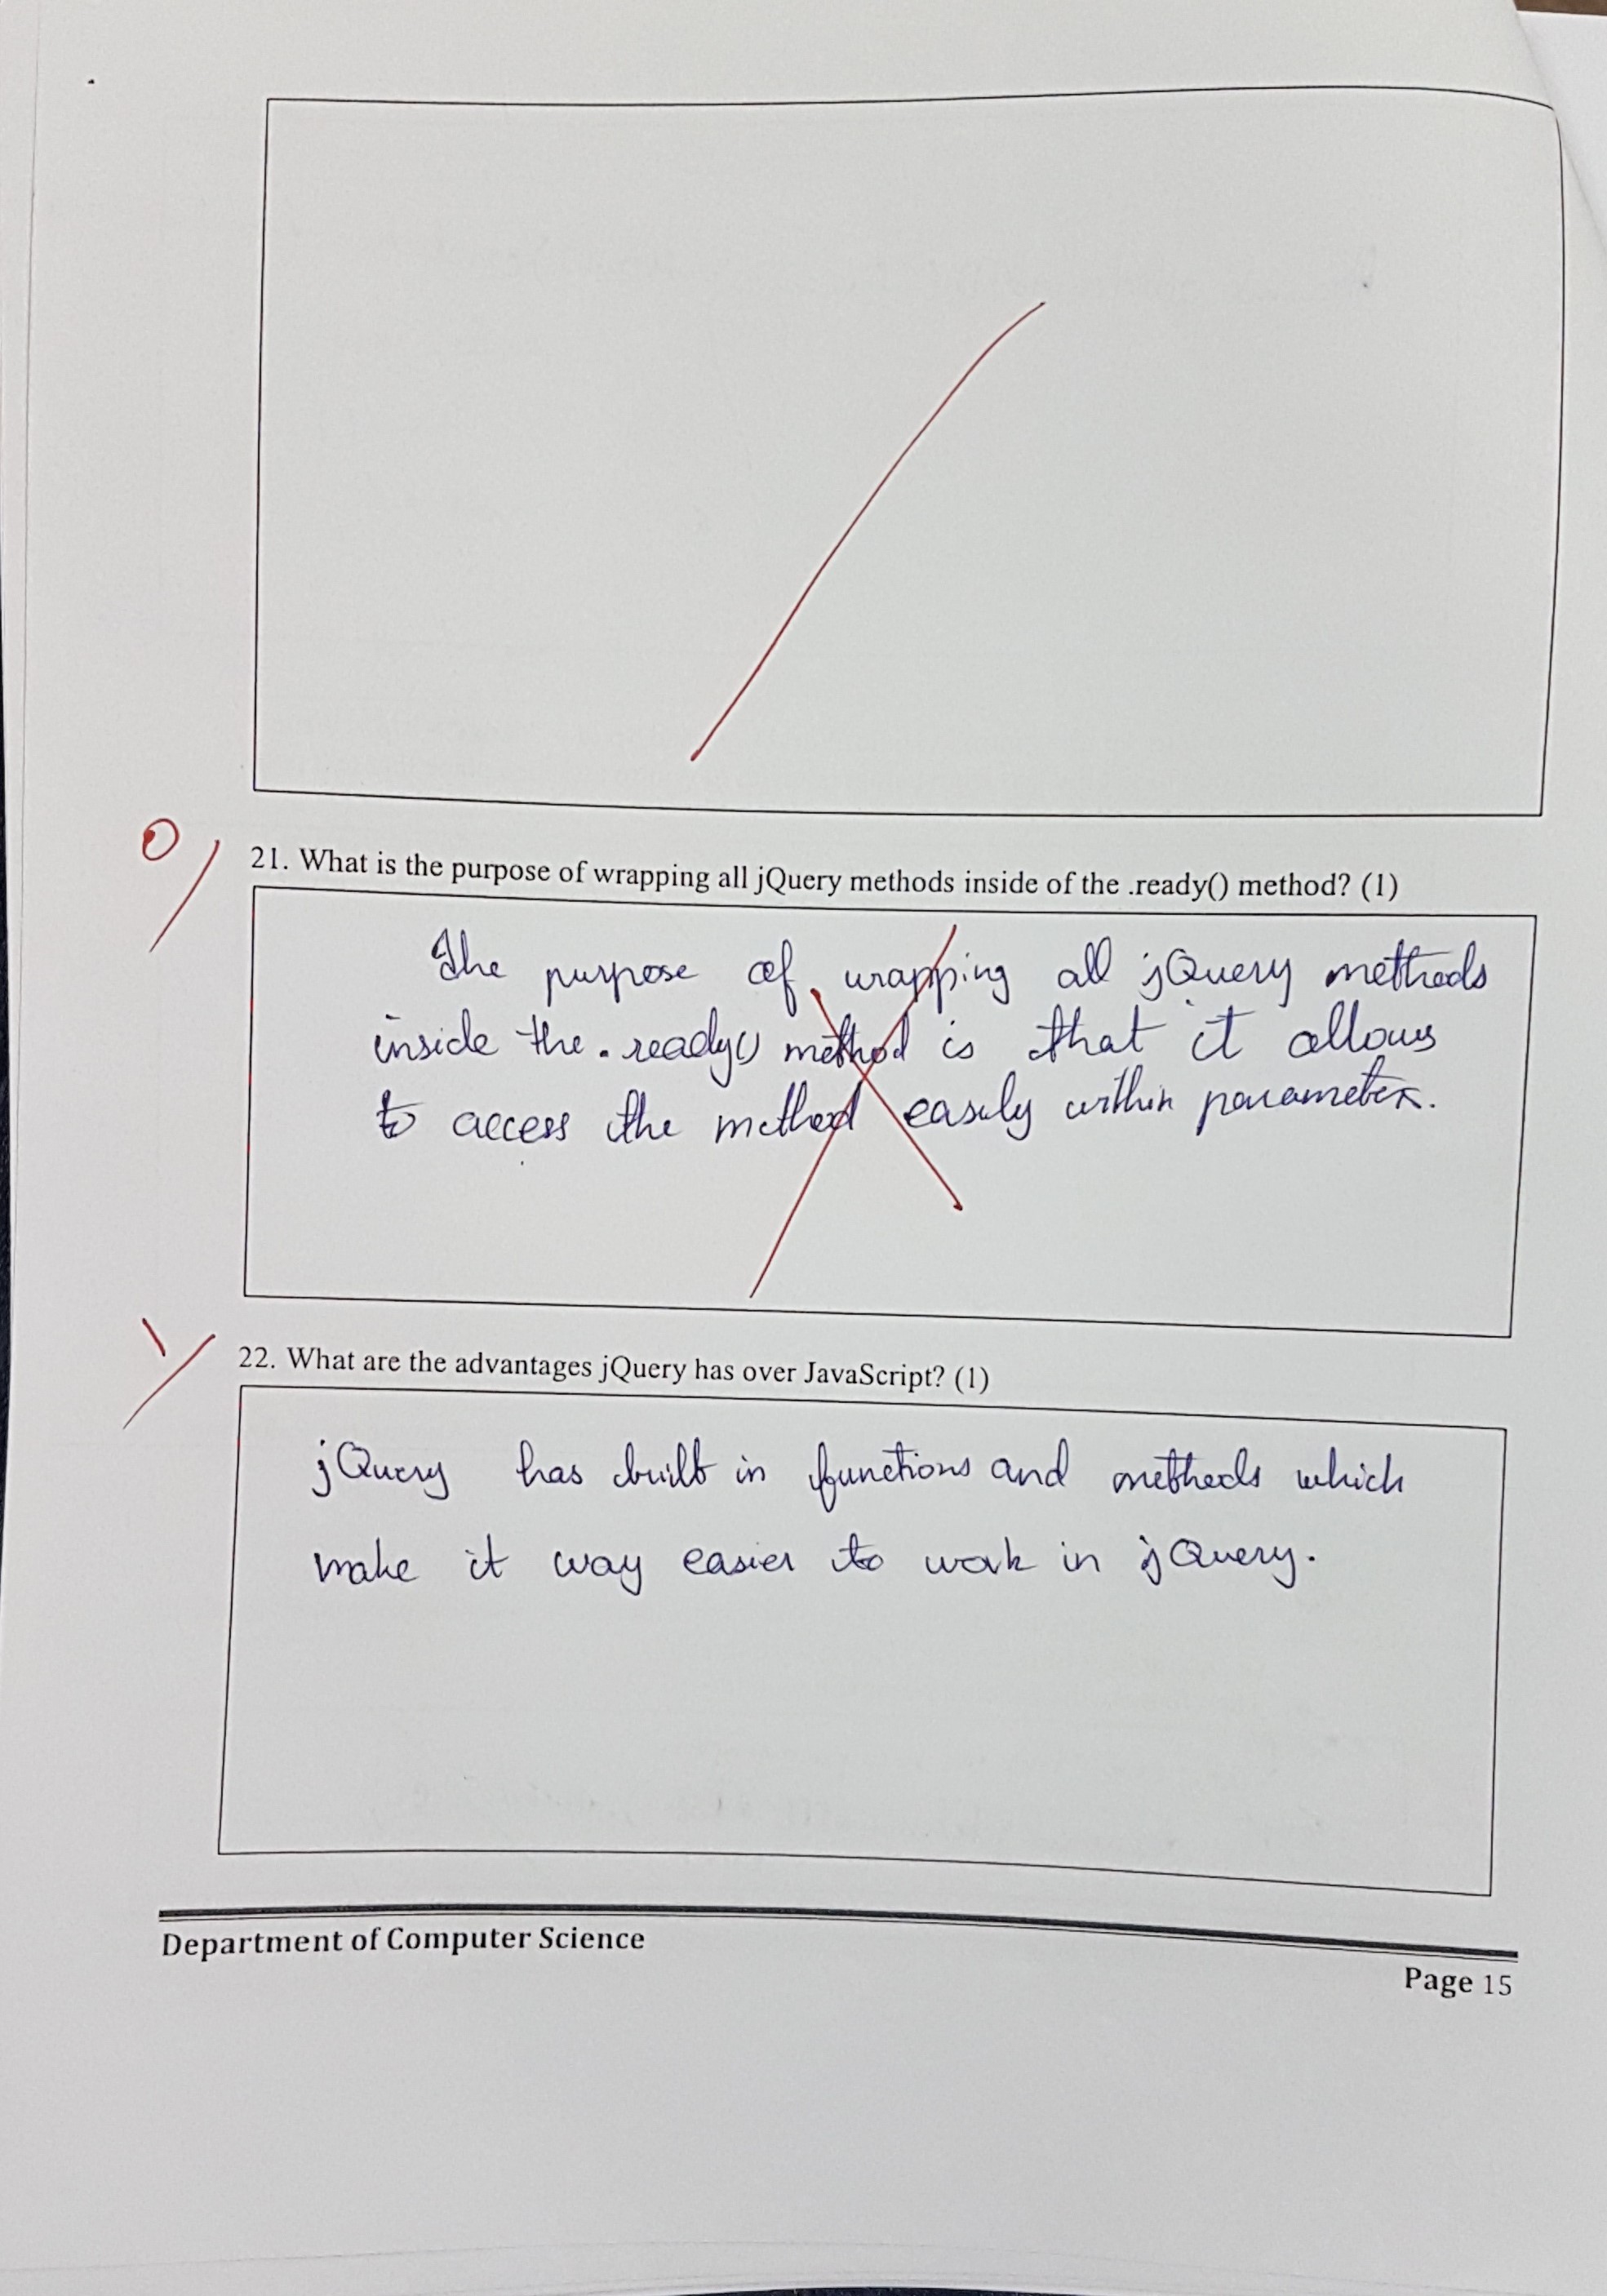 0
21. What is the purpose of wrapping all jQuery methods inside of the .ready() method? (1)
The purpose of wrapping all jQuery methods
inside the .ready() method is that it allows
to access the method easily within parameter.
1
22. What are the advantages jQuery has over JavaScript? (1)
jQuery has built in functions and methods which
make it way easier to work in jQuery.
Department of Computer Science
Page 15